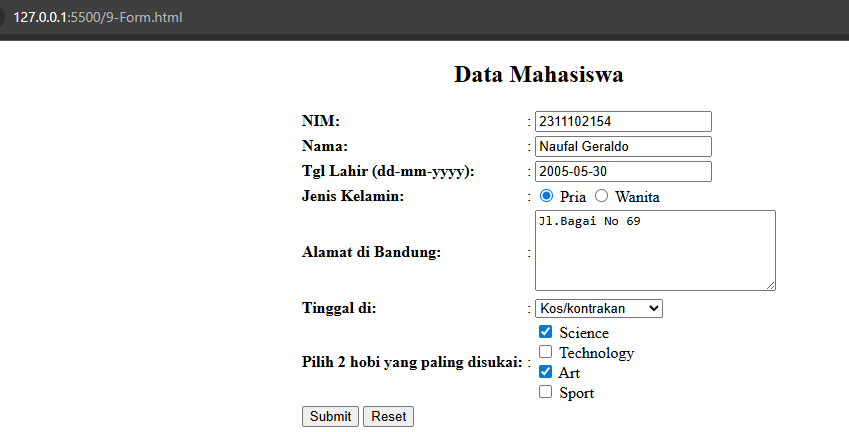 127.0.0.1:5500/9-Form.html
Data Mahasiswa
NIM: : 2311102154
Nama: : Naufal Geraldo
Tgl Lahir (dd-mm-yyyy): : 2005-05-30
Jenis Kelamin: : Pria Wanita
Alamat di Bandung: : Jl.Bagai No 69
Tinggal di: : Kos/kontrakan
Pilih 2 hobi yang paling disukai: : Science
Technology
Art
Sport
Submit Reset